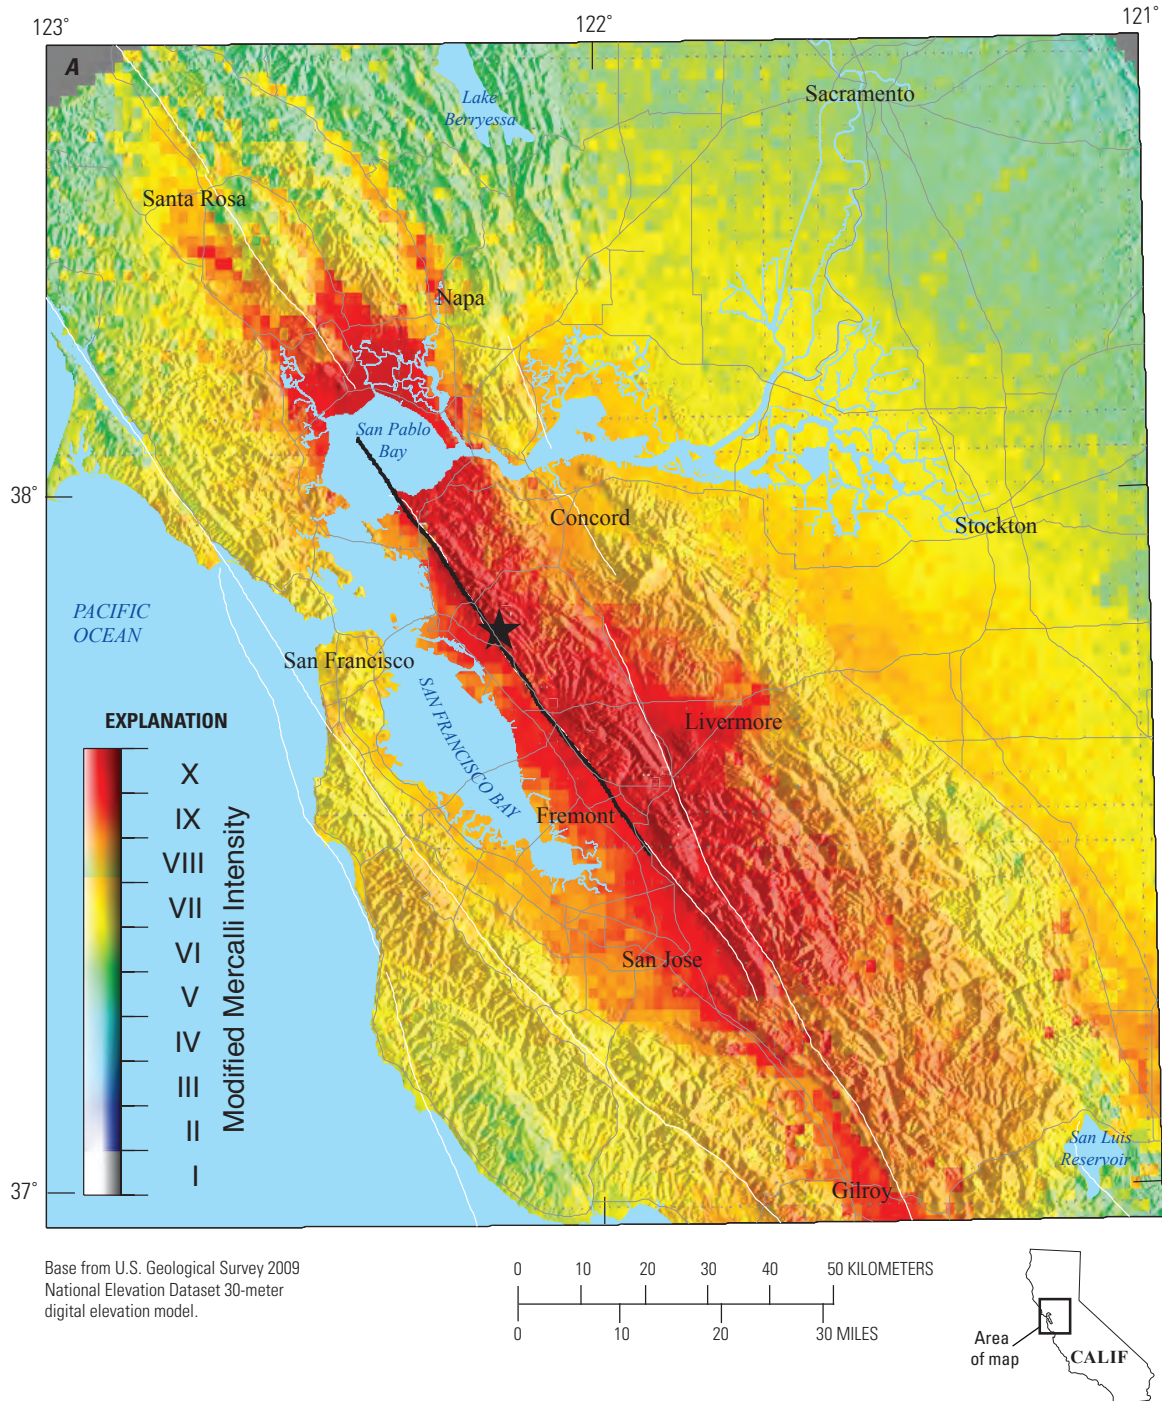 123°
122°
121°
A
Lake
Berryessa
Sacramento
Santa Rosa
Napa
San Pablo
Bay
38°
Concord
Stockton
PACIFIC
OCEAN
San Francisco
SAN FRANCISCO BAY
Livermore
Fremont
San Jose
San Luis
Reservoir
37°
Gilroy
EXPLANATION
X
IX
VIII
VII
VI
V
IV
III
II
I
Modified Mercalli Intensity
Base from U.S. Geological Survey 2009
National Elevation Dataset 30-meter
digital elevation model.
0 10 20 30 40 50 KILOMETERS
0 10 20 30 MILES
Area
of map
CALIF